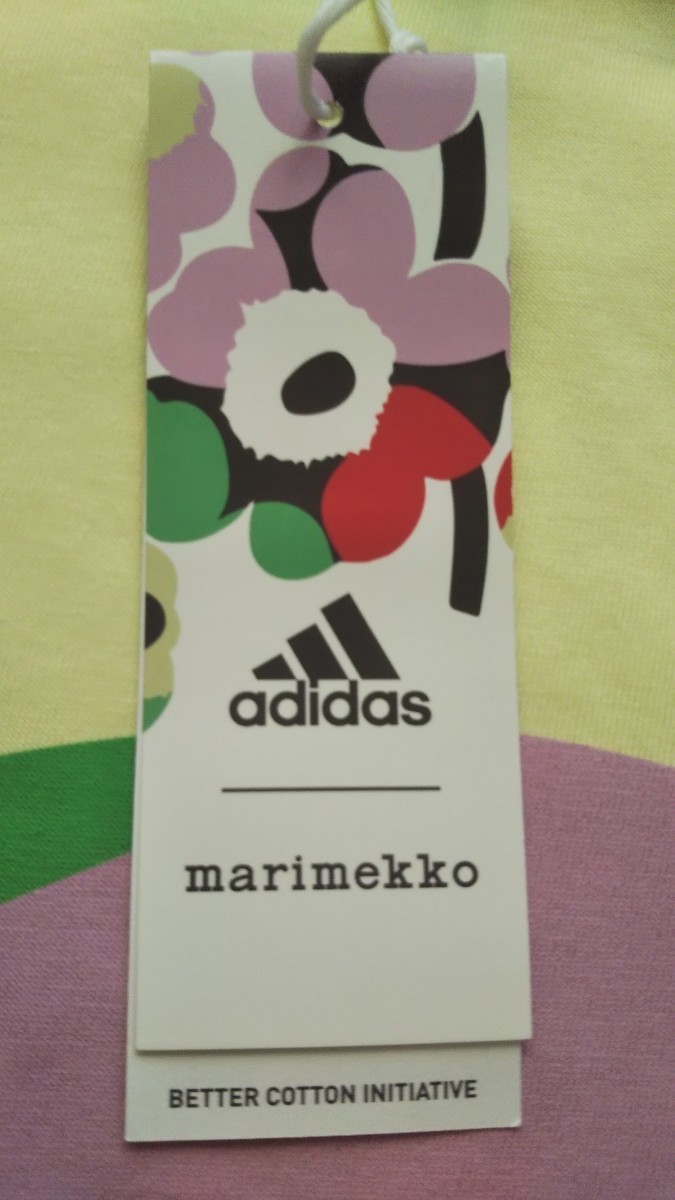 adidas
marimekko
BETTER COTTON INITIATIVE